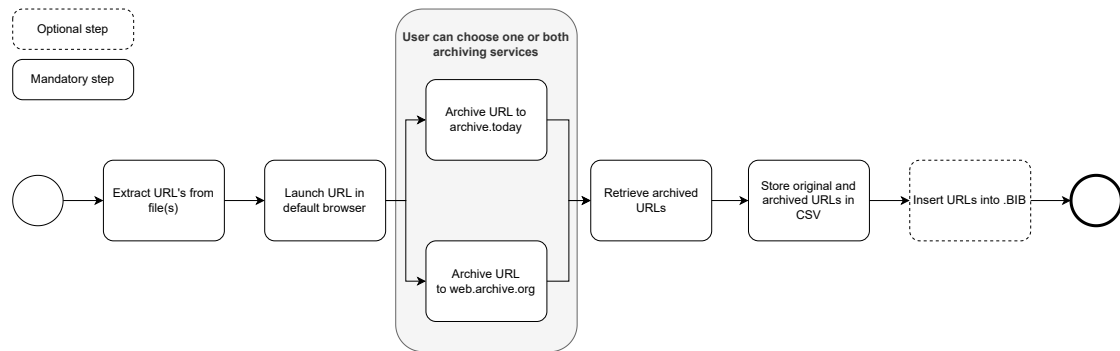 Optional step
Mandatory step
User can choose one or both
archiving services
Archive URL to
archive.today
Extract URL's from
file(s)
Launch URL in
default browser
Retrieve archived
URLs
Store original and
archived URLs in
CSV
Insert URLs into .BIB
Archive URL
to web.archive.org